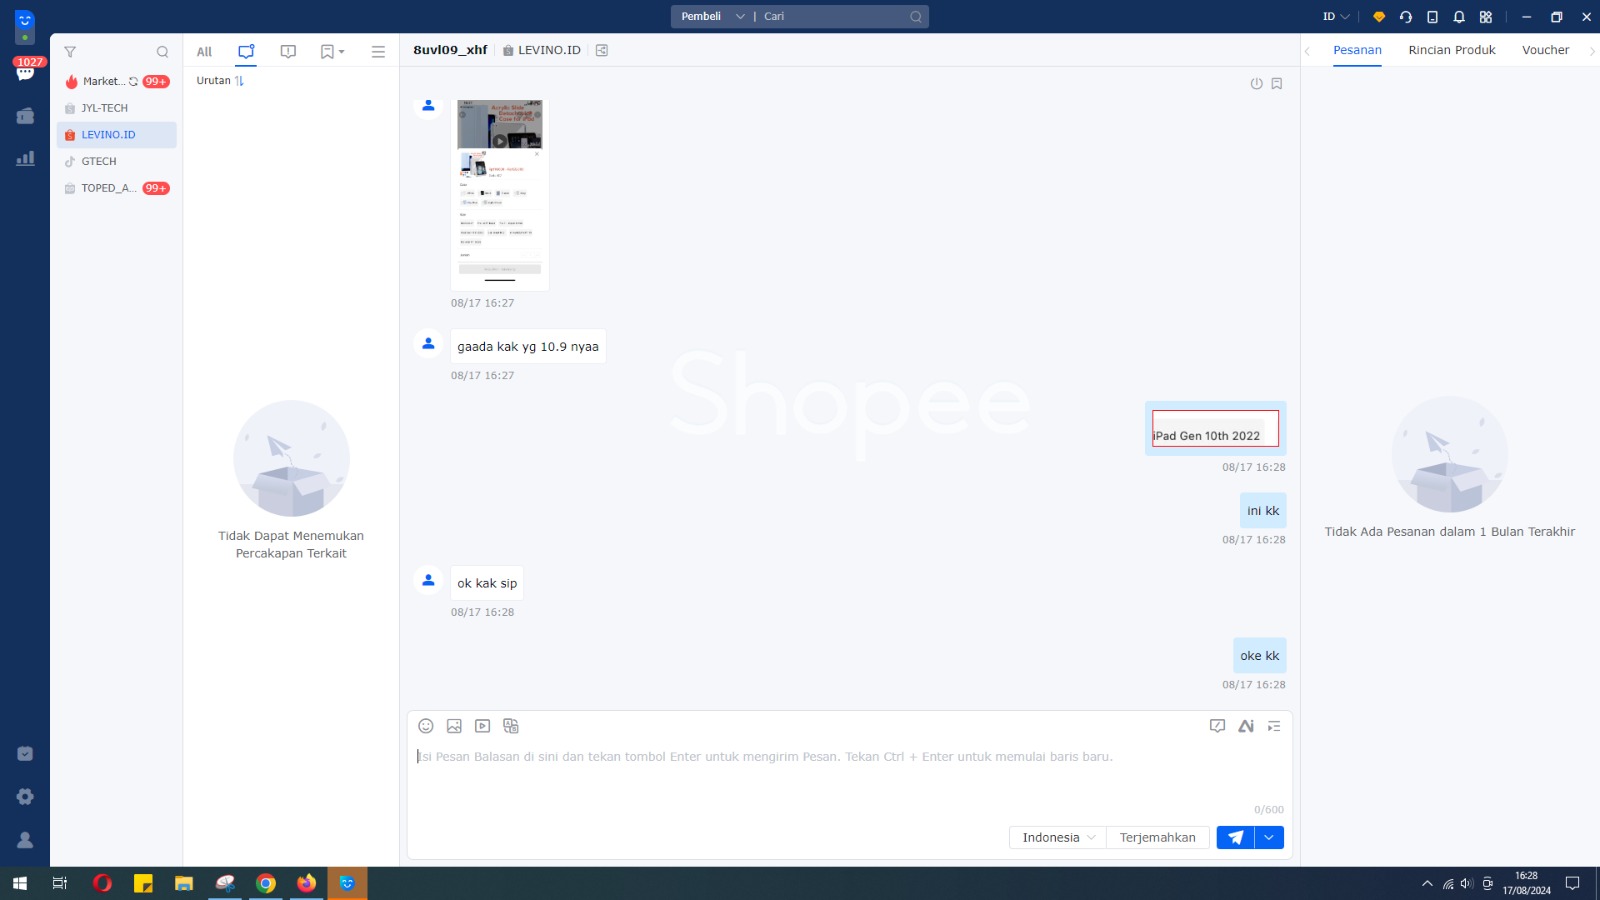 Pembeli
Cari
ID
1027
Market... 99+
JYL-TECH
LEVINO.ID
GTECH
TOPED_A... 99+
All
Urutan
Tidak Dapat Menemukan
Percakapan Terkait
8uvl09_xhf
LEVINO.ID
Acrylic Slim
Case for iPad
08/17 16:27
gaada kak yg 10.9 nyaa
08/17 16:27
Shopee
iPad Gen 10th 2022
08/17 16:28
ini kk
08/17 16:28
ok kak sip
08/17 16:28
oke kk
08/17 16:28
Isi Pesan Balasan di sini dan tekan tombol Enter untuk mengirim Pesan. Tekan Ctrl + Enter untuk memulai baris baru.
0/600
Indonesia
Terjemahkan
Pesanan
Rincian Produk
Voucher
Tidak Ada Pesanan dalam 1 Bulan Terakhir
16:28
17/08/2024